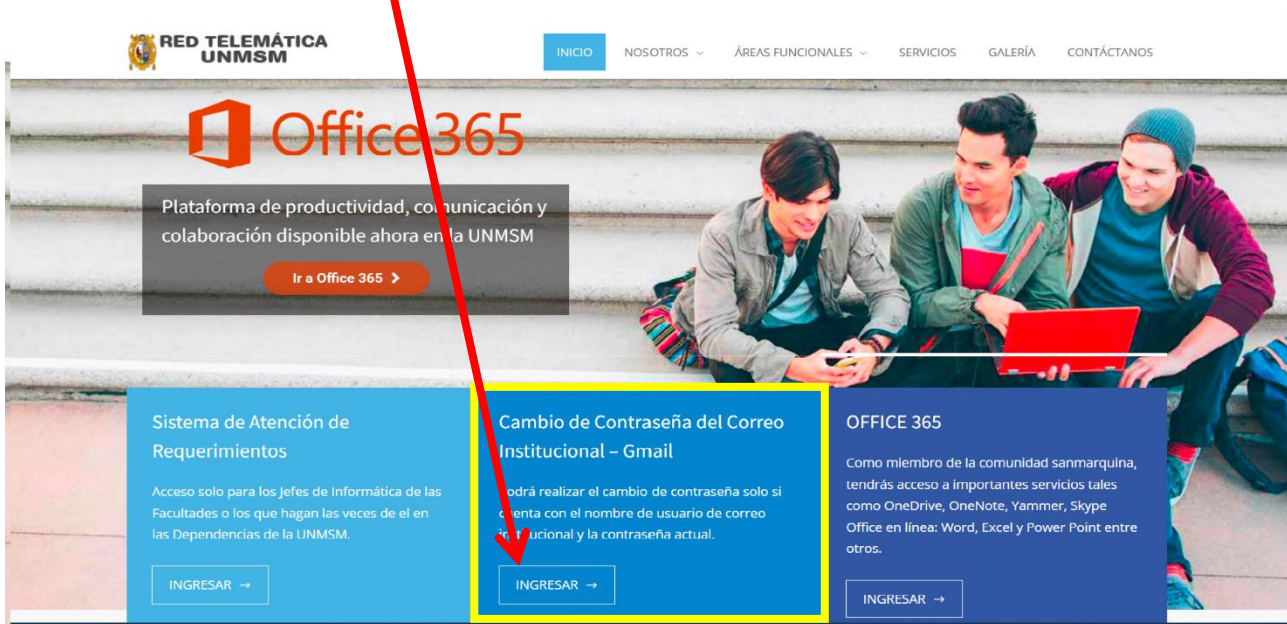 RED TELEMÁTICA
UNMSM
INICIO NOSOTROS ÁREAS FUNCIONALES SERVICIOS GALERÍA CONTÁCTANOS
Office 365
Plataforma de productividad, comunicación y
colaboración disponible ahora en la UNMSM
Ir a Office 365
Sistema de Atención de
Requerimientos
Acceso solo para los Jefes de Informática de las
Facultades o los que hagan las veces de el en
las Dependencias de la UNMSM.
INGRESAR →
Cambio de Contraseña del Correo
Institucional – Gmail
Podrá realizar el cambio de contraseña solo si
cuenta con el nombre de usuario de correo
institucional y la contraseña actual.
INGRESAR →
OFFICE 365
Como miembro de la comunidad sanmarquina,
tendrás acceso a importantes servicios tales
como OneDrive, OneNote, Yammer, Skype
Office en línea: Word, Excel y Power Point entre
otros.
INGRESAR →